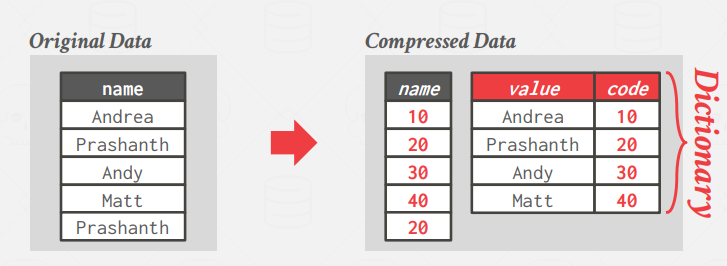 Original Data
name
Andrea
Prashanth
Andy
Matt
Prashanth
Compressed Data
name
10
20
30
40
20
value code
Andrea 10
Prashanth 20
Andy 30
Matt 40
Dictionary